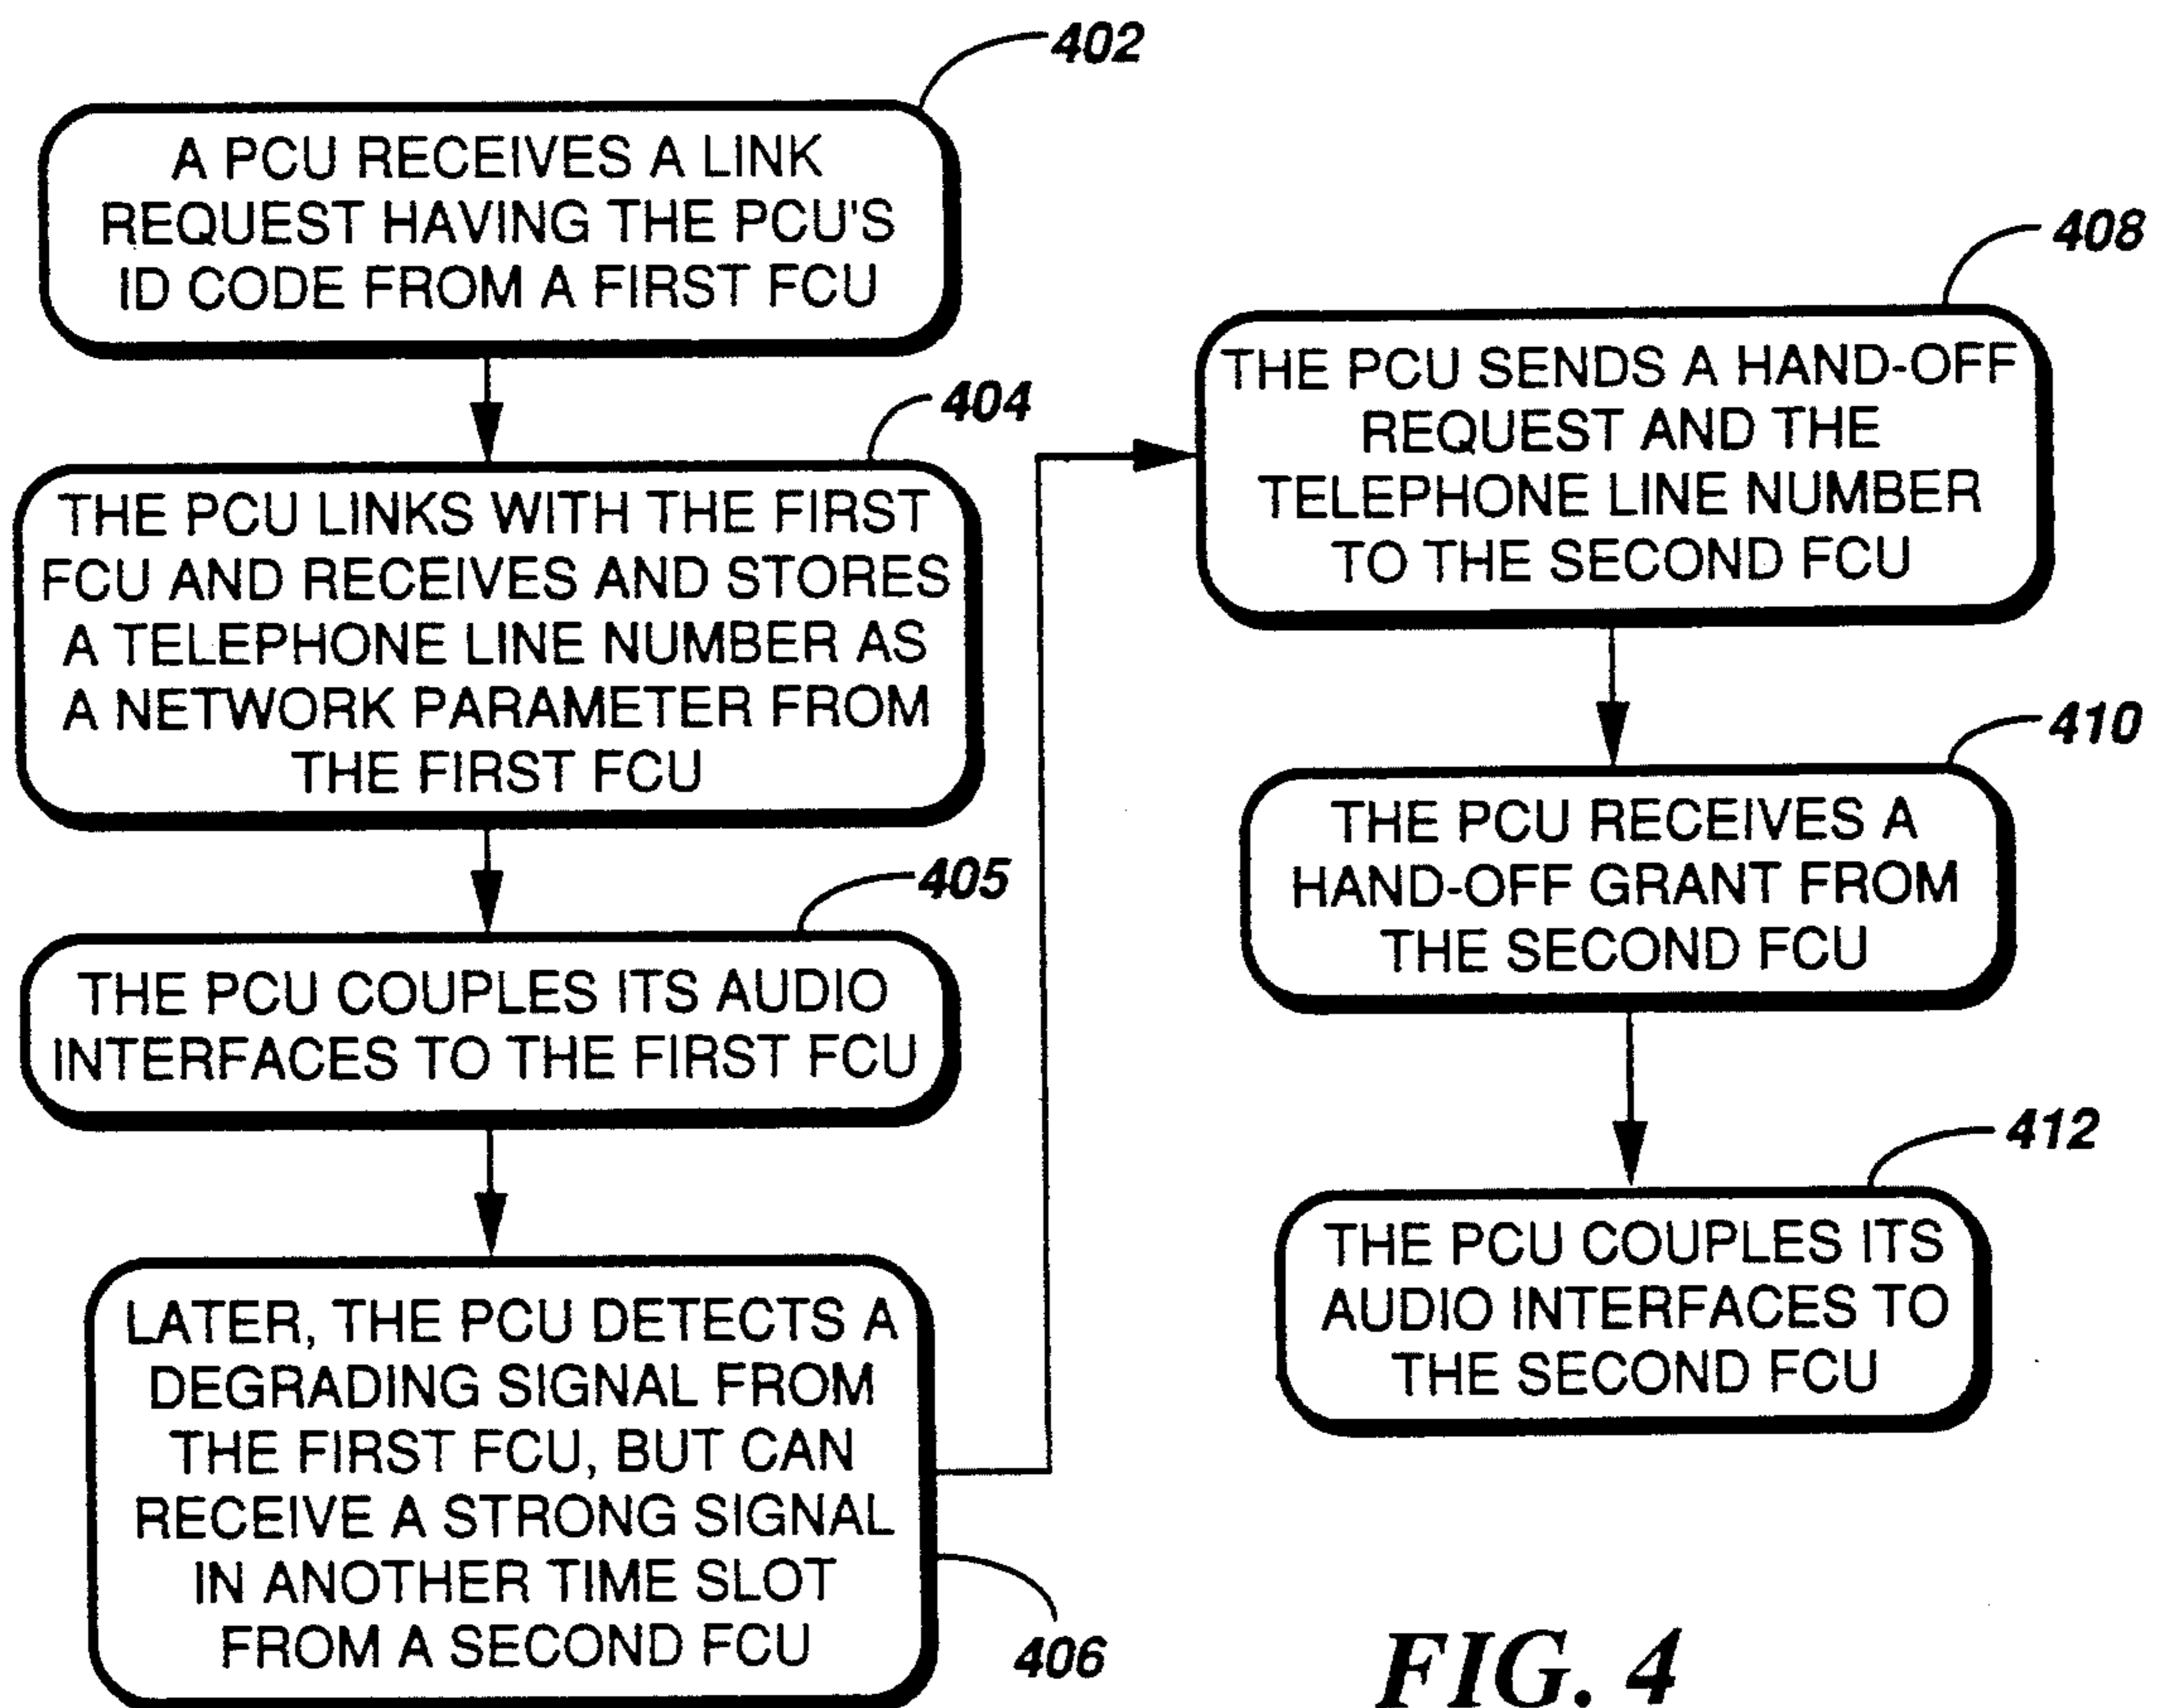 402
A PCU RECEIVES A LINK
REQUEST HAVING THE PCU'S
ID CODE FROM A FIRST FCU
404
THE PCU LINKS WITH THE FIRST
FCU AND RECEIVES AND STORES
A TELEPHONE LINE NUMBER AS
A NETWORK PARAMETER FROM
THE FIRST FCU
405
THE PCU COUPLES ITS AUDIO
INTERFACES TO THE FIRST FCU
LATER, THE PCU DETECTS A
DEGRADING SIGNAL FROM
THE FIRST FCU, BUT CAN
RECEIVE A STRONG SIGNAL
IN ANOTHER TIME SLOT
FROM A SECOND FCU
406
408
THE PCU SENDS A HAND-OFF
REQUEST AND THE
TELEPHONE LINE NUMBER
TO THE SECOND FCU
410
THE PCU RECEIVES A
HAND-OFF GRANT FROM
THE SECOND FCU
412
THE PCU COUPLES ITS
AUDIO INTERFACES TO
THE SECOND FCU
FIG. 4